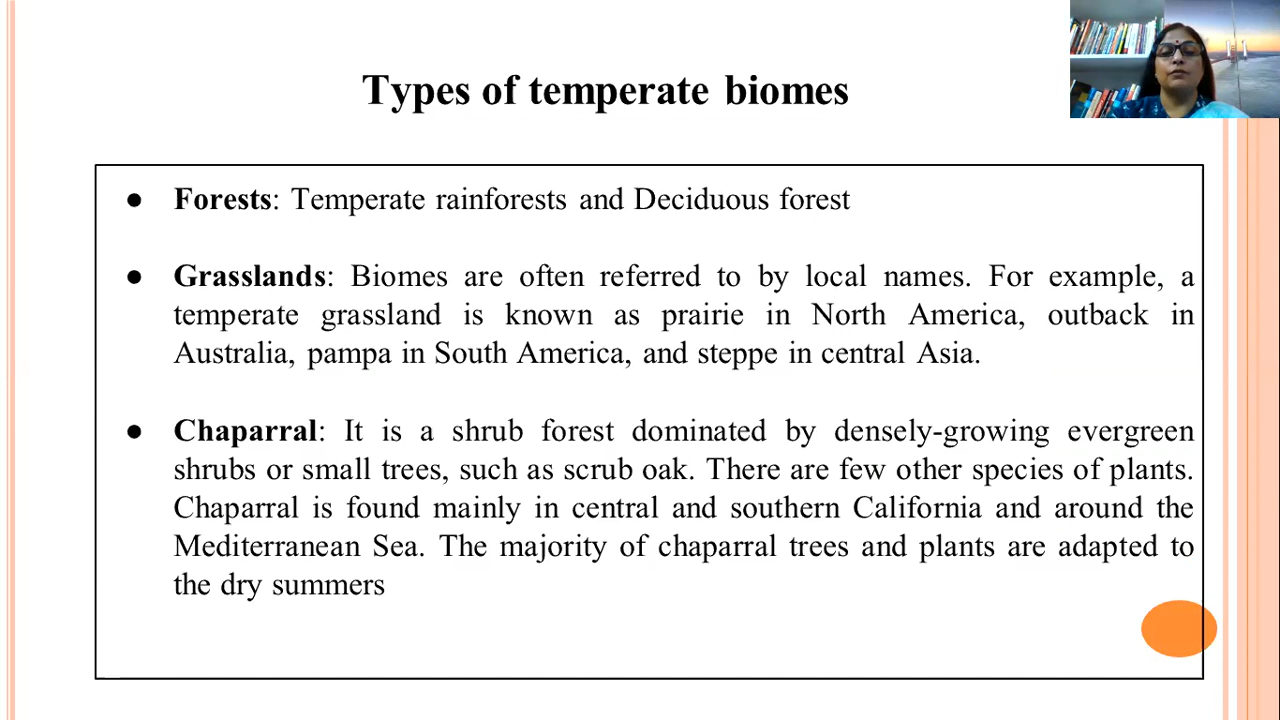 Types of temperate biomes
● Forests: Temperate rainforests and Deciduous forest
● Grasslands: Biomes are often referred to by local names. For example, a
temperate grassland is known as prairie in North America, outback in
Australia, pampa in South America, and steppe in central Asia.
● Chaparral: It is a shrub forest dominated by densely-growing evergreen
shrubs or small trees, such as scrub oak. There are few other species of plants.
Chaparral is found mainly in central and southern California and around the
Mediterranean Sea. The majority of chaparral trees and plants are adapted to
the dry summers